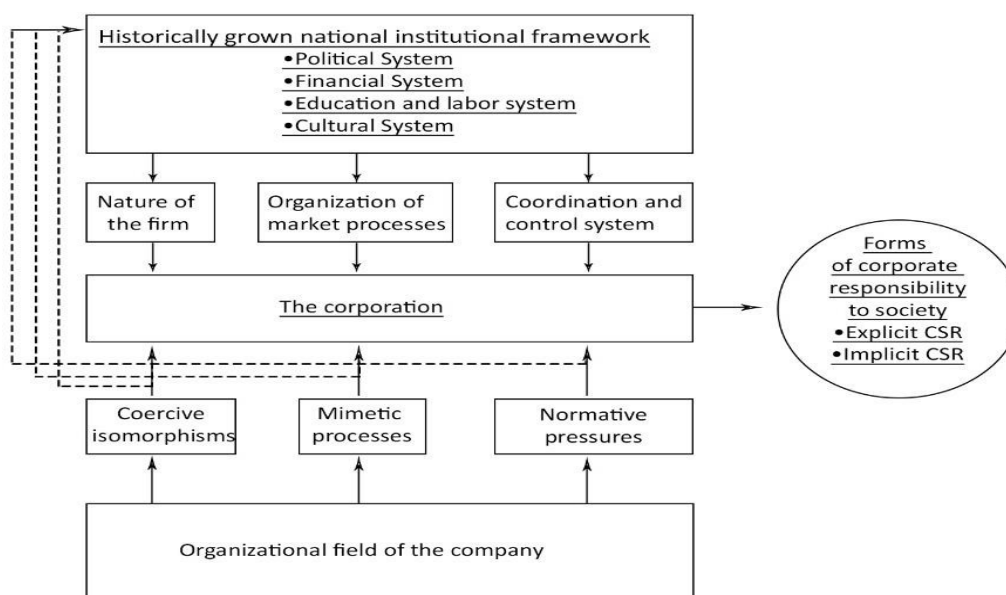 Historically grown national institutional framework
•Political System
•Financial System
•Education and labor system
•Cultural System
Nature of
the firm
Organization of
market processes
Coordination and
control system
The corporation
Forms
of corporate
responsibility
to society
•Explicit CSR
•Implicit CSR
Coercive
isomorphisms
Mimetic
processes
Normative
pressures
Organizational field of the company